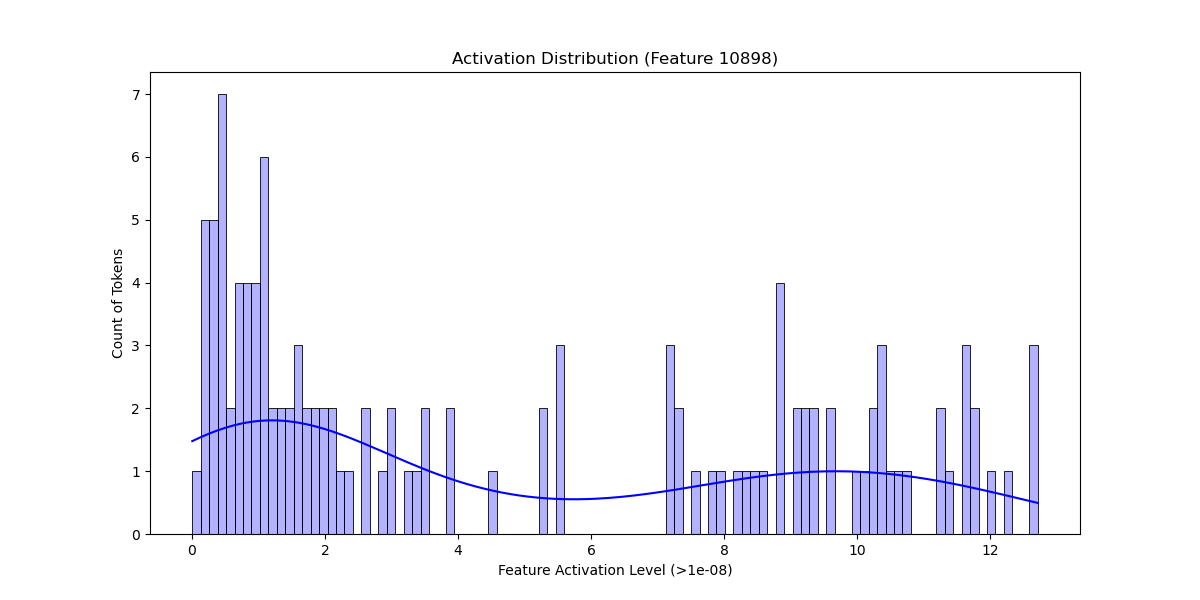 Activation Distribution (Feature 10898)
Count of Tokens
7
6
5
4
3
2
1
0
0 2 4 6 8 10 12
Feature Activation Level (>1e-08)